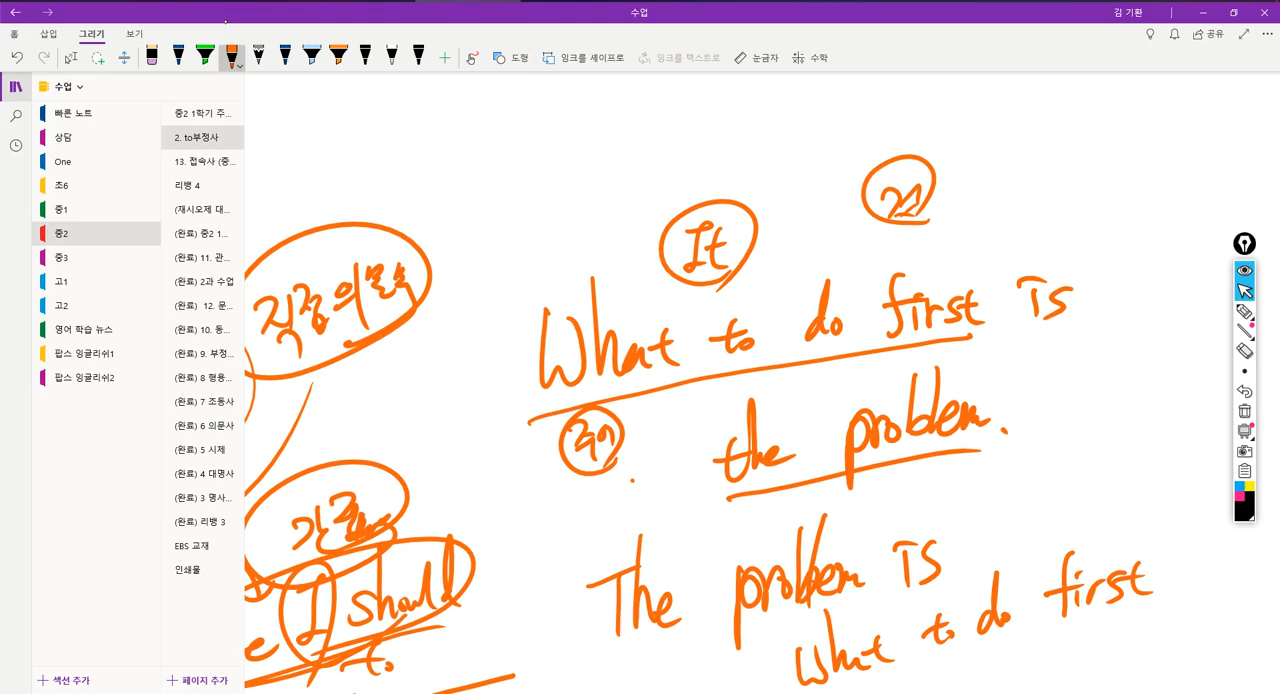 수업
김 기환
홈 삽입 그리기 보기
공유
도형 잉크를 셰이프로 잉크를 텍스트로 눈금자 수학
수업
빠른 노트
상담
One
초6
중1
중2
중3
고1
고2
영어 학습 뉴스
팝스 잉글리쉬1
팝스 잉글리쉬2
섹션 추가
중2 1학기 주...
2. to부정사
13. 접속사 (중...
리뱅 4
(재시오제 대...
(완료) 중2 1...
(완료) 11. 관...
(완료) 2과 수업
(완료) 12. 문...
(완료) 10. 동...
(완료) 9. 부정...
(완료) 8 형용...
(완료) 7 조동사
(완료) 6 의문사
(완료) 5 시제
(완료) 4 대명사
(완료) 3 명사...
(완료) 리뱅 3
EBS 교재
인쇄물
페이지 추가
직종의문
It
What to do first is
주어
the problem.
The problem is
what to do first
간
I should
to